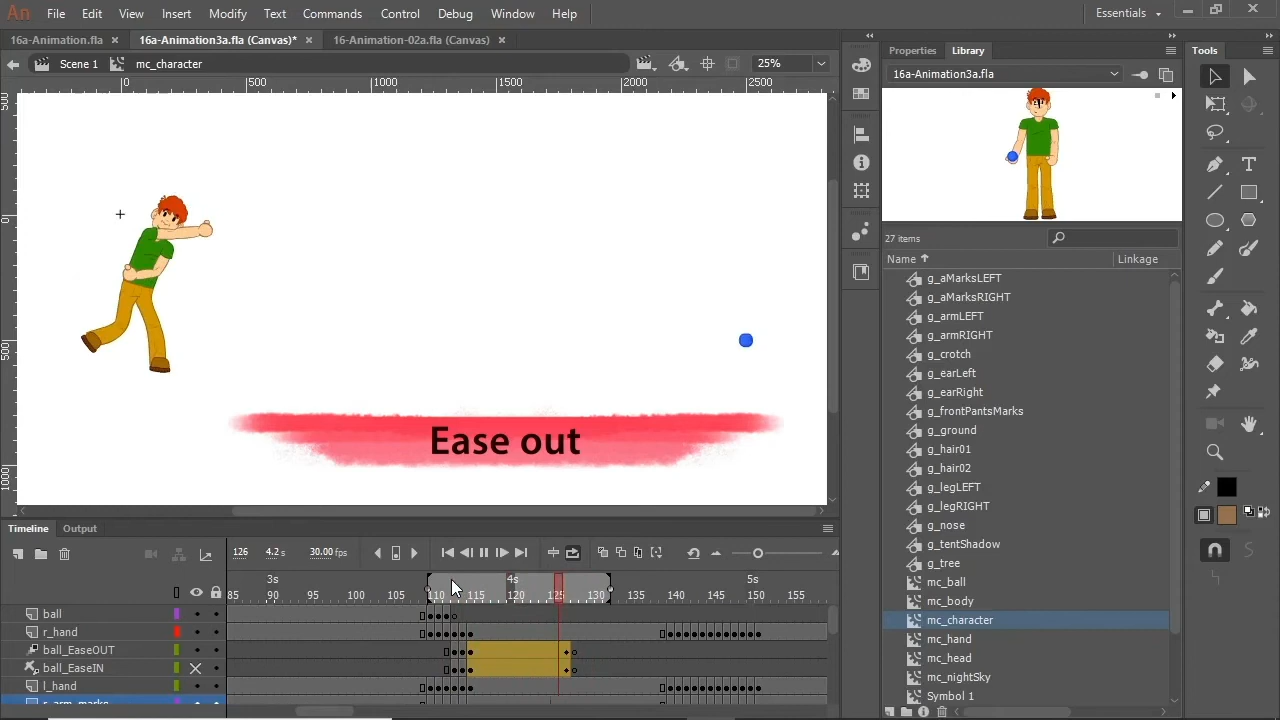 An File Edit View Insert Modify Text Commands Control Debug Window Help Essentials
16a-Animation.fla × 16a-Animation3a.fla (Canvas)* × 16-Animation-02a.fla (Canvas) ×
Scene 1 mc_character 25%
0 500 1000 1500 2000 2500
500
0
500
1000
Ease out
Properties Library
16a-Animation3a.fla
27 items
Name Linkage
g_aMarksLEFT
g_aMarksRIGHT
g_armLEFT
g_armRIGHT
g_crotch
g_earLeft
g_earRight
g_frontPantsMarks
g_ground
g_hair01
g_hair02
g_legLEFT
g_legRIGHT
g_nose
g_tentShadow
g_tree
mc_ball
mc_body
mc_character
mc_hand
mc_head
mc_nightSky
Symbol 1
Tools
Timeline Output
126 4.2 s 30.00 fps
3s 4s 5s
85 90 95 100 105 110 115 120 125 130 135 140 145 150 155
ball
r_hand
ball_EaseOUT
ball_EaseIN
l_hand
r_arm_marks